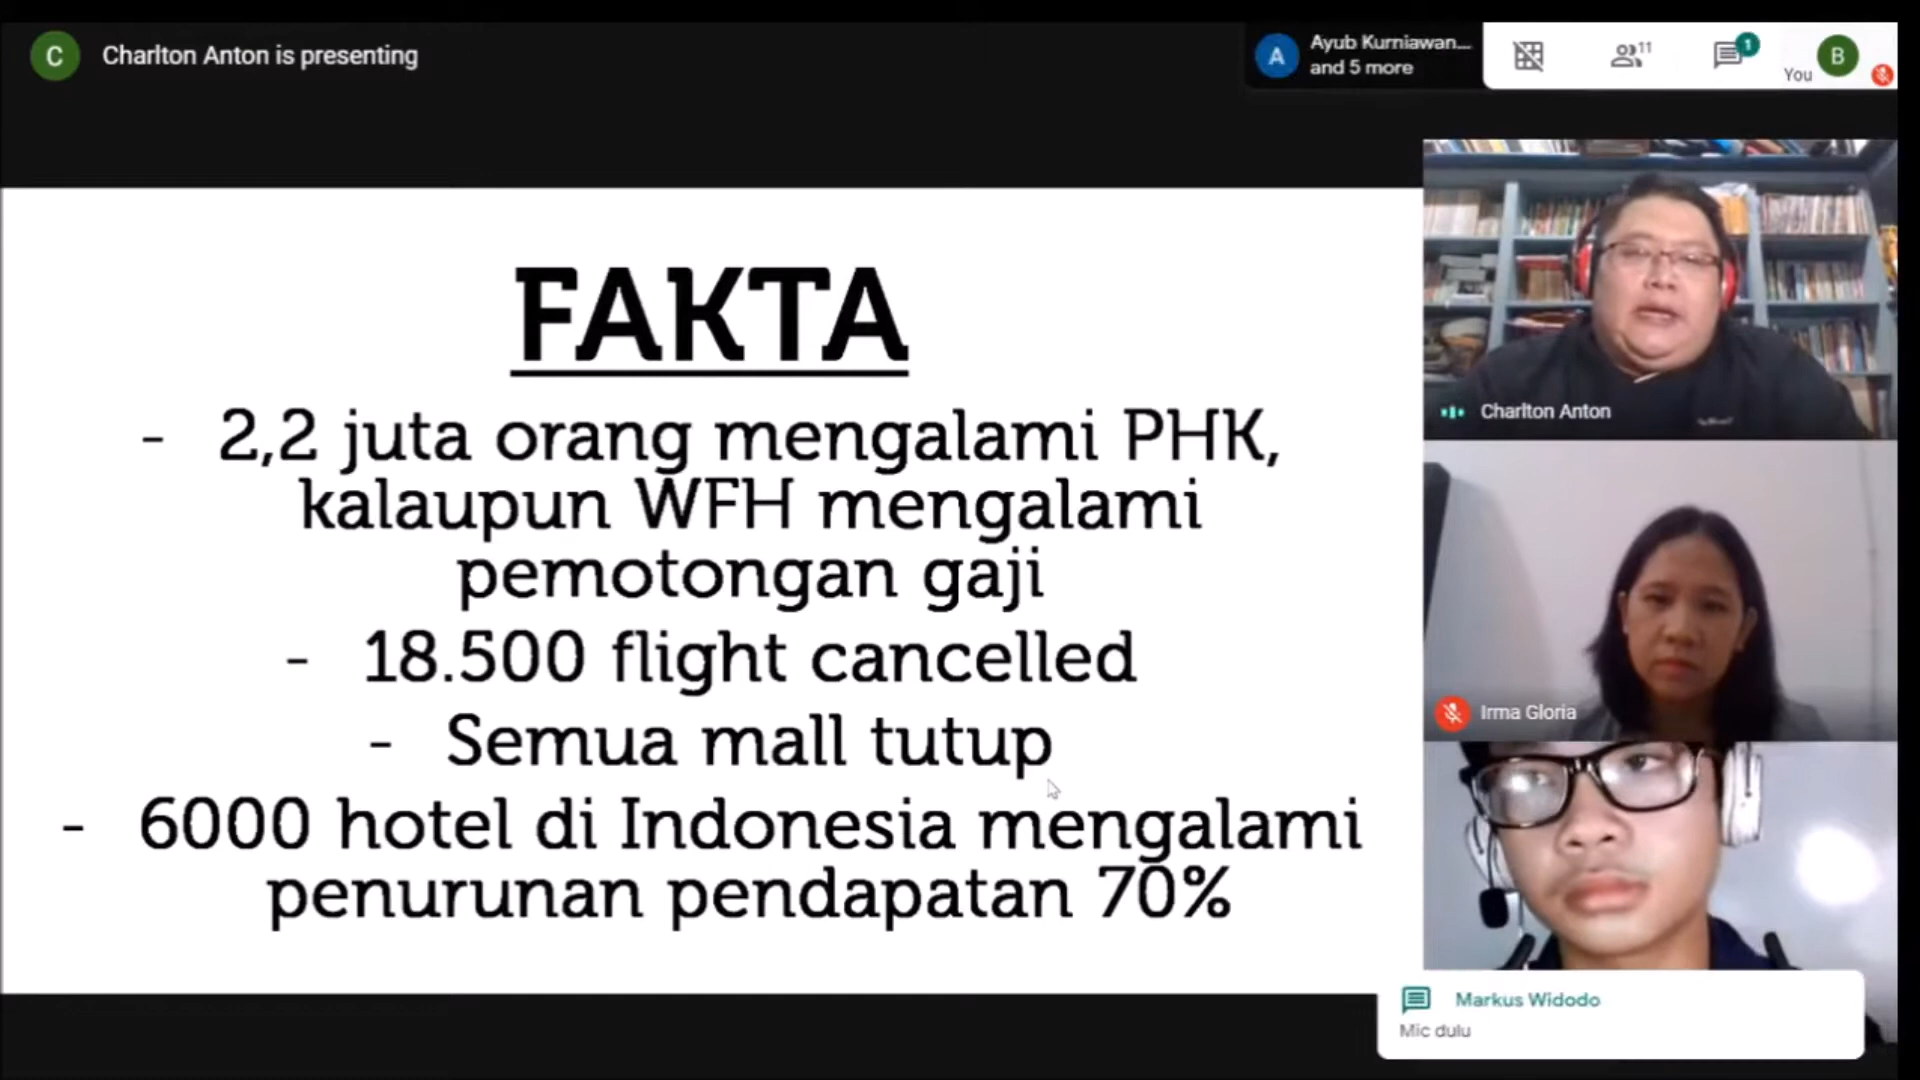 C
Charlton Anton is presenting
A
Ayub Kurniawan...
and 5 more
11
1
You
B
FAKTA
- 2,2 juta orang mengalami PHK,
kalaupun WFH mengalami
pemotongan gaji
- 18.500 flight cancelled
- Semua mall tutup
- 6000 hotel di Indonesia mengalami
penurunan pendapatan 70%
Charlton Anton
Irma Gloria
Markus Widodo
Mic dulu